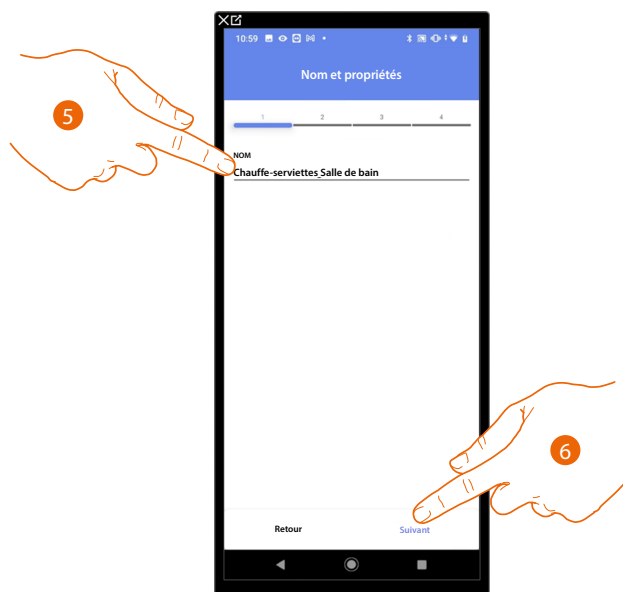 10:59
Nom et propriétés
1 2 3 4
NOM
Chauffe-serviettes_Salle de bain
5
6
Retour Suivant